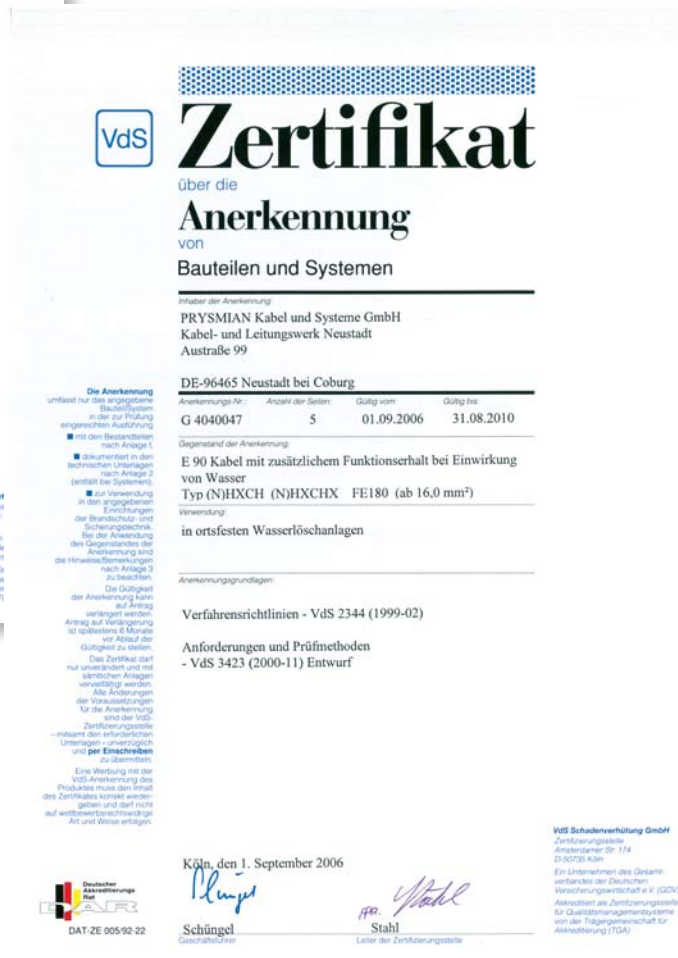 VdS
Zertifikat
über die
Anerkennung
von
Bauteilen und Systemen
Inhaber der Anerkennung:
PRYSMIAN Kabel und Systeme GmbH
Kabel- und Leitungswerk Neustadt
Austraße 99
DE-96465 Neustadt bei Coburg
Anerkennungs-Nr.: Anzahl der Seiten: Gültig vom: Gültig bis:
G 4040047 5 01.09.2006 31.08.2010
Gegenstand der Anerkennung:
E 90 Kabel mit zusätzlichem Funktionserhalt bei Einwirkung
von Wasser
Typ (N)HXCH (N)HXCHX FE180 (ab 16,0 mm²)
Verwendung:
in ortsfesten Wasserlöschanlagen
Anerkennungsgrundlagen:
Verfahrensrichtlinien - VdS 2344 (1999-02)
Anforderungen und Prüfmethoden
- VdS 3423 (2000-11) Entwurf
Die Anerkennung
umfasst nur das angegebene
Bauteil/System
in der zur Prüfung
eingereichten Ausführung
■ mit den Bestandteilen
nach Anlage 1
■ dokumentiert in den
technischen Unterlagen
nach Anlage 2
(entfällt bei Systemen).
■ zur Verwendung
in den angegebenen
Einrichtungen
der Brandschutz- und
Sicherungstechnik.
Bei der Anwendung
des Gegenstandes der
Anerkennung sind
die Hinweise/Bemerkungen
nach Anlage 3
zu beachten.
Die Gültigkeit
der Anerkennung kann
auf Antrag
verlängert werden.
Antrag auf Verlängerung
ist spätestens 6 Monate
vor Ablauf der
Gültigkeit zu stellen.
Das Zertifikat darf
nur unverändert und mit
sämtlichen Anlagen
vervielfältigt werden.
Alle Änderungen
der Voraussetzungen
für die Anerkennung
sind der VdS-
Zertifizierungsstelle
– mitsamt den erforderlichen
Unterlagen – unverzüglich
und per Einschreiben
zu übermitteln.
Eine Werbung mit der
VdS-Anerkennung des
Produktes muss den Inhalt
des Zertifikates korrekt wieder-
geben und darf nicht
auf wettbewerbsrechtswidrige
Art und Weise erfolgen.
Köln, den 1. September 2006
ppa.
Schüngel Stahl
Geschäftsführer Leiter der Zertifizierungsstelle
Deutscher
Akkreditierungs
Rat
DAR
DAT-ZE 005/92-22
VdS Schadenverhütung GmbH
Zertifizierungsstelle
Amsterdamer Str. 174
D-50735 Köln
Ein Unternehmen des Gesamt-
verbandes der Deutschen
Versicherungswirtschaft e.V. (GDV)
Akkreditiert als Zertifizierungsstelle
für Qualitätsmanagementsysteme
von der Trägergemeinschaft für
Akkreditierung (TGA)